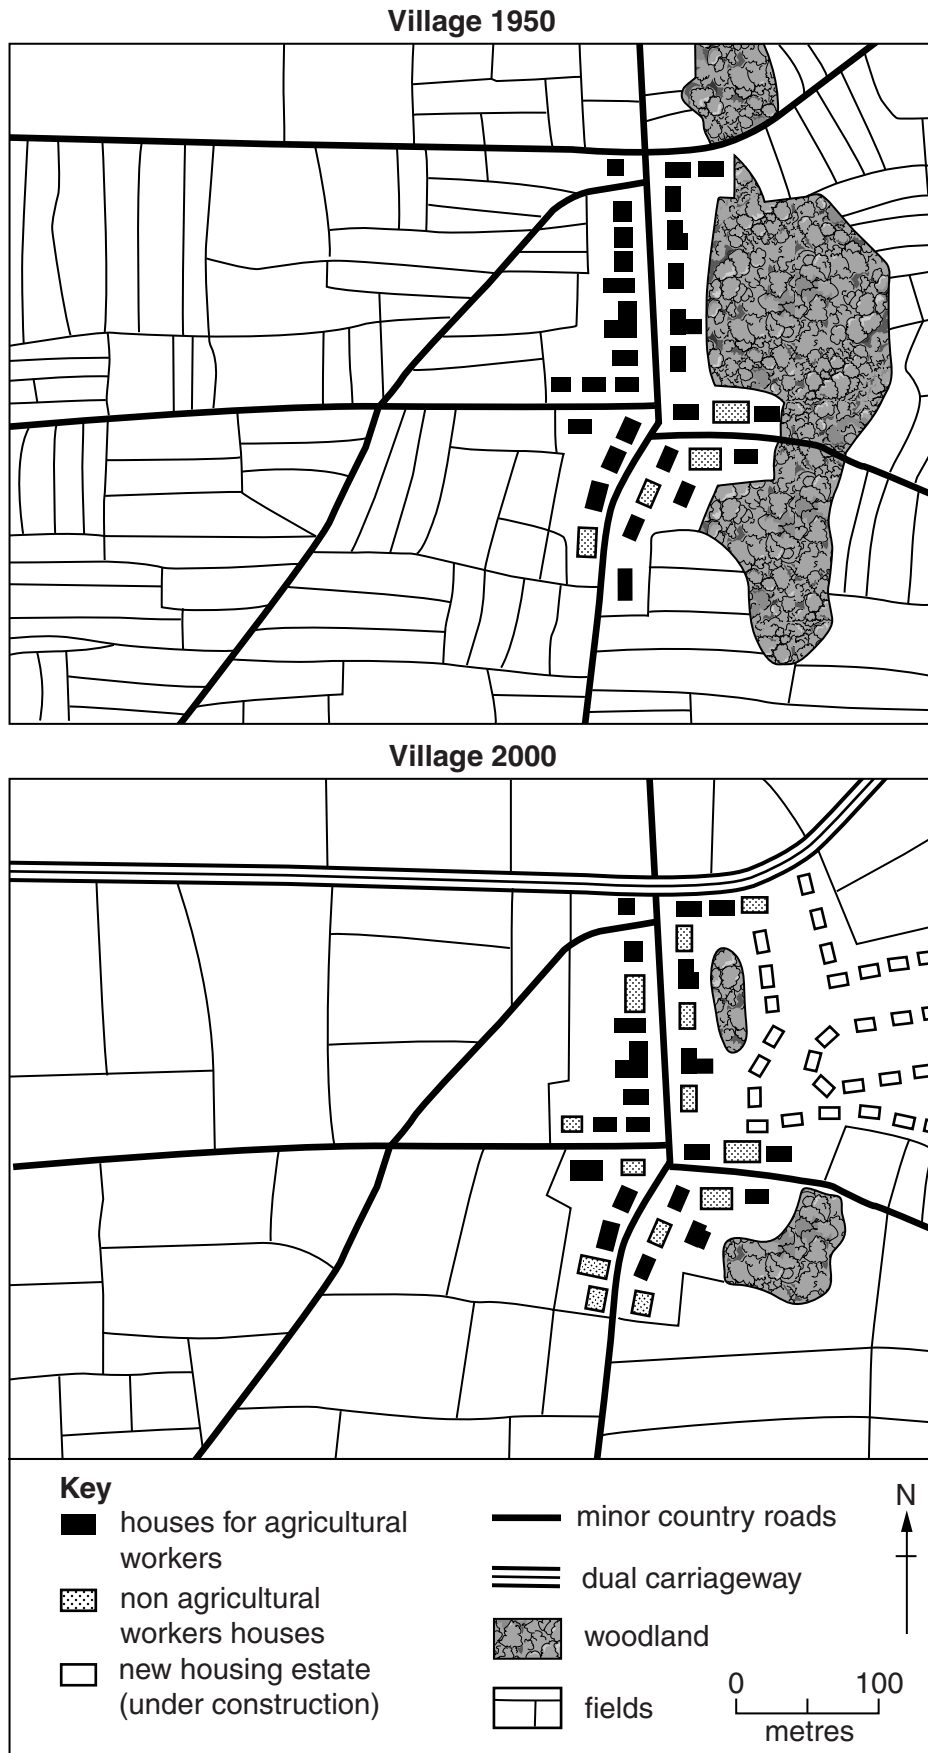 Village 1950
Village 2000
Key
houses for agricultural
workers
non agricultural
workers houses
new housing estate
(under construction)
minor country roads
dual carriageway
woodland
fields
N
0 100
metres